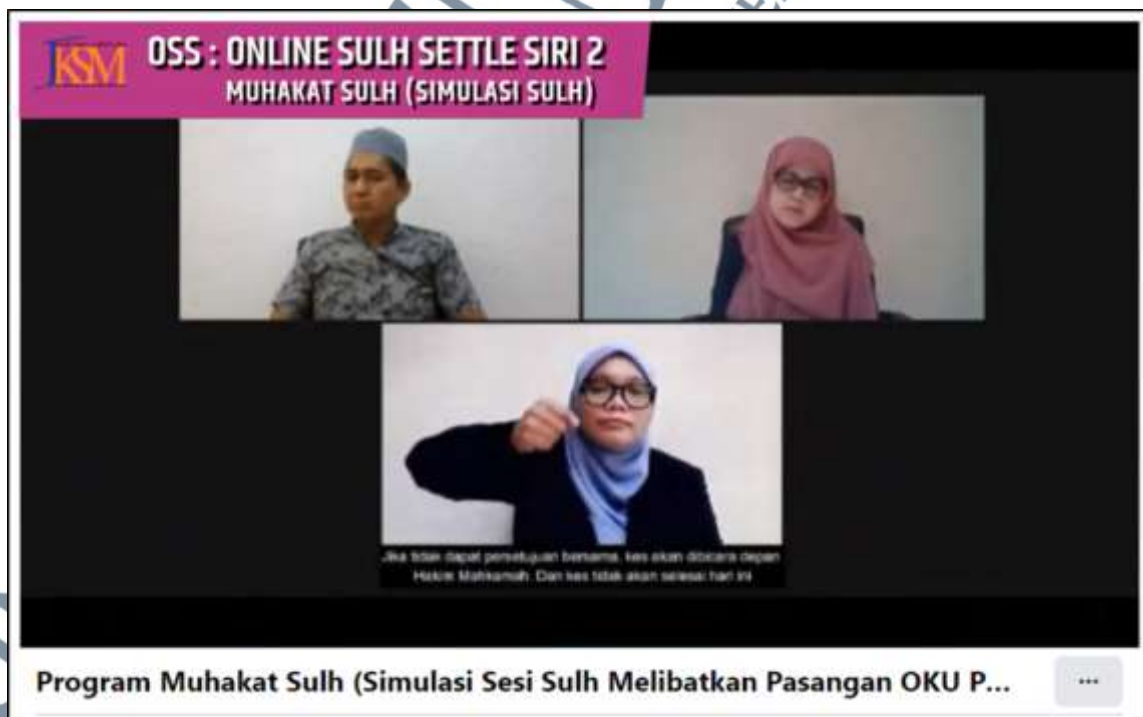 JKSM
OSS : ONLINE SULH SETTLE SIRI 2
MUHAKAT SULH (SIMULASI SULH)
Jika tidak dapat persetujuan bersama, kes akan dibicara depan
Hakim Mahkamah. Dan kes tidak akan selesai hari ini
Program Muhakat Sulh (Simulasi Sesi Sulh Melibatkan Pasangan OKU P...